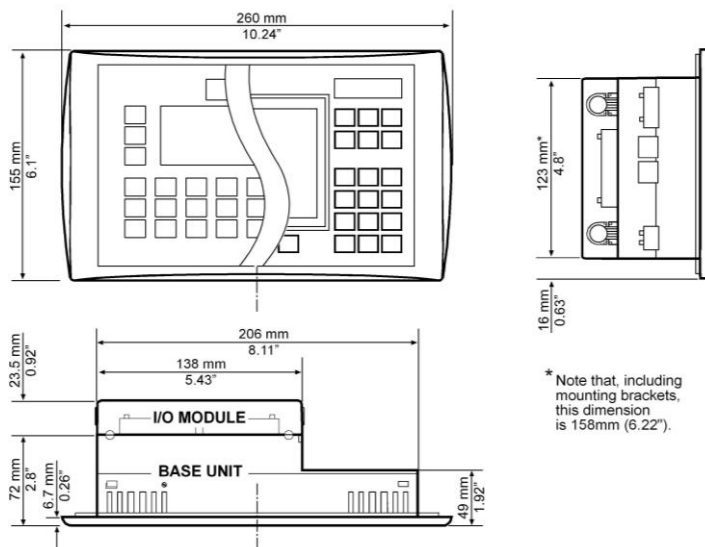 260 mm
10.24"
155 mm
6.1"
123 mm*
4.8"
16 mm
0.63"
206 mm
8.11"
138 mm
5.43"
23.5 mm
0.92"
I/O MODULE
BASE UNIT
72 mm
2.8"
6.7 mm
0.26"
49 mm
1.92"
* Note that, including
mounting brackets,
this dimension
is 158mm (6.22").